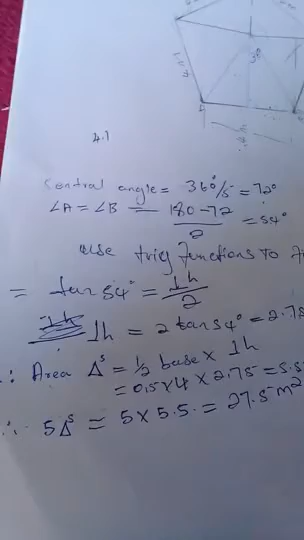 4.1
Central angle = 360°/5 = 72°
∠A = ∠B = 180-72/2 = 54°
use trig functions to
= tan 54° = 1h/2
1h = 2 tan 54° = 2.75
∴ Area Δˢ = 1/2 base x 1h
= 0.5 x 4 x 2.75 = 5.5
∴ 5Δˢ = 5 x 5.5 = 27.5 m²